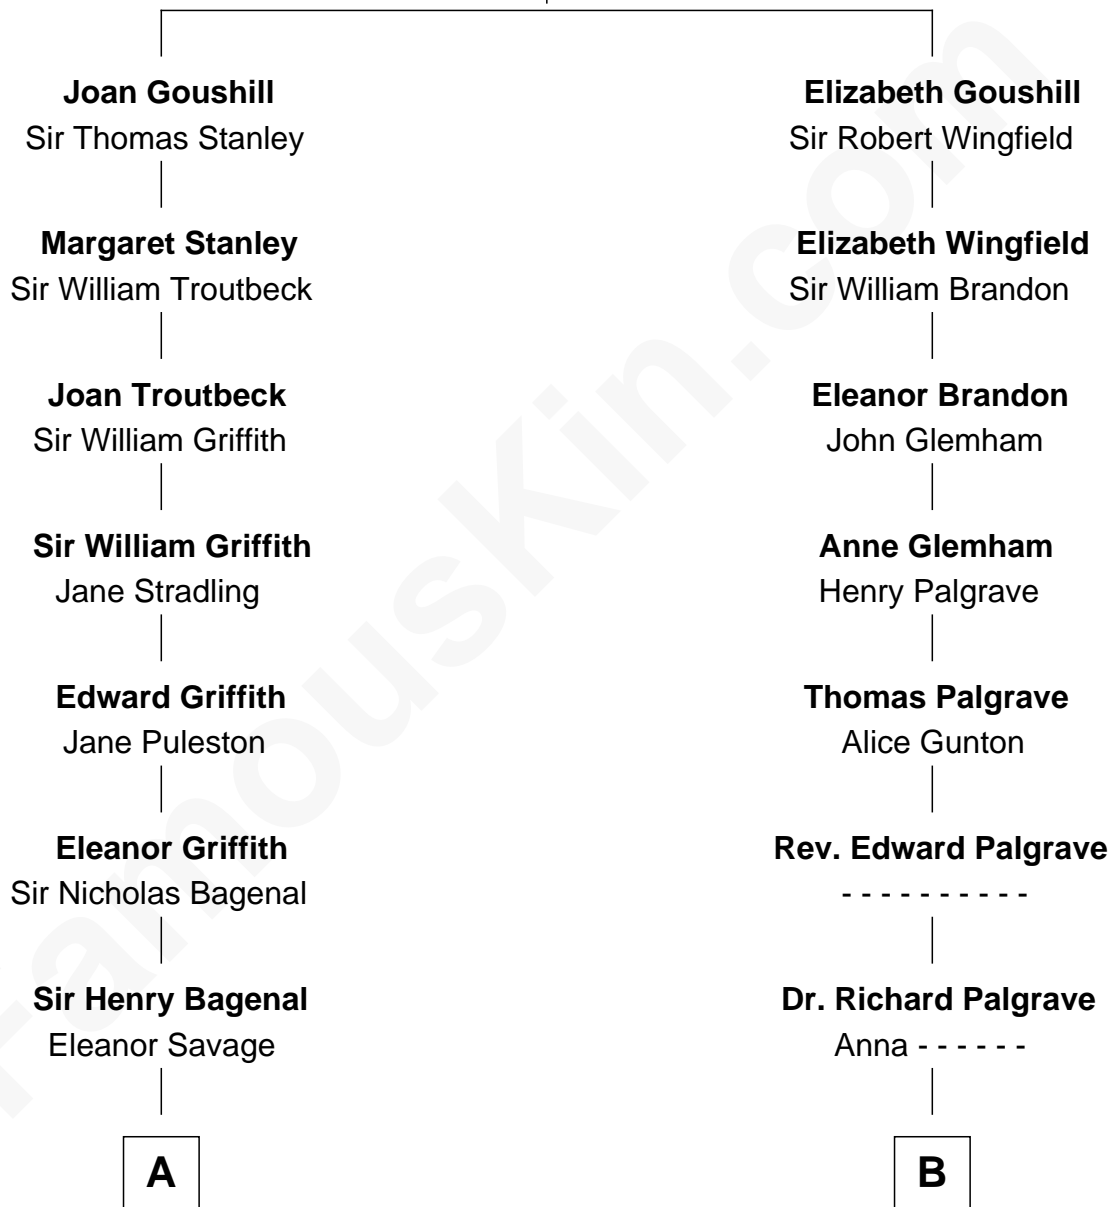 Joan Goushill
Sir Thomas Stanley
Margaret Stanley
Sir William Troutbeck
Joan Troutbeck
Sir William Griffith
Sir William Griffith
Jane Stradling
Edward Griffith
Jane Puleston
Eleanor Griffith
Sir Nicholas Bagenal
Sir Henry Bagenal
Eleanor Savage
A
Elizabeth Goushill
Sir Robert Wingfield
Elizabeth Wingfield
Sir William Brandon
Eleanor Brandon
John Glemham
Anne Glemham
Henry Palgrave
Thomas Palgrave
Alice Gunton
Rev. Edward Palgrave
- - - - - - - - - -
Dr. Richard Palgrave
Anna - - - - - -
B
FamousKin.com